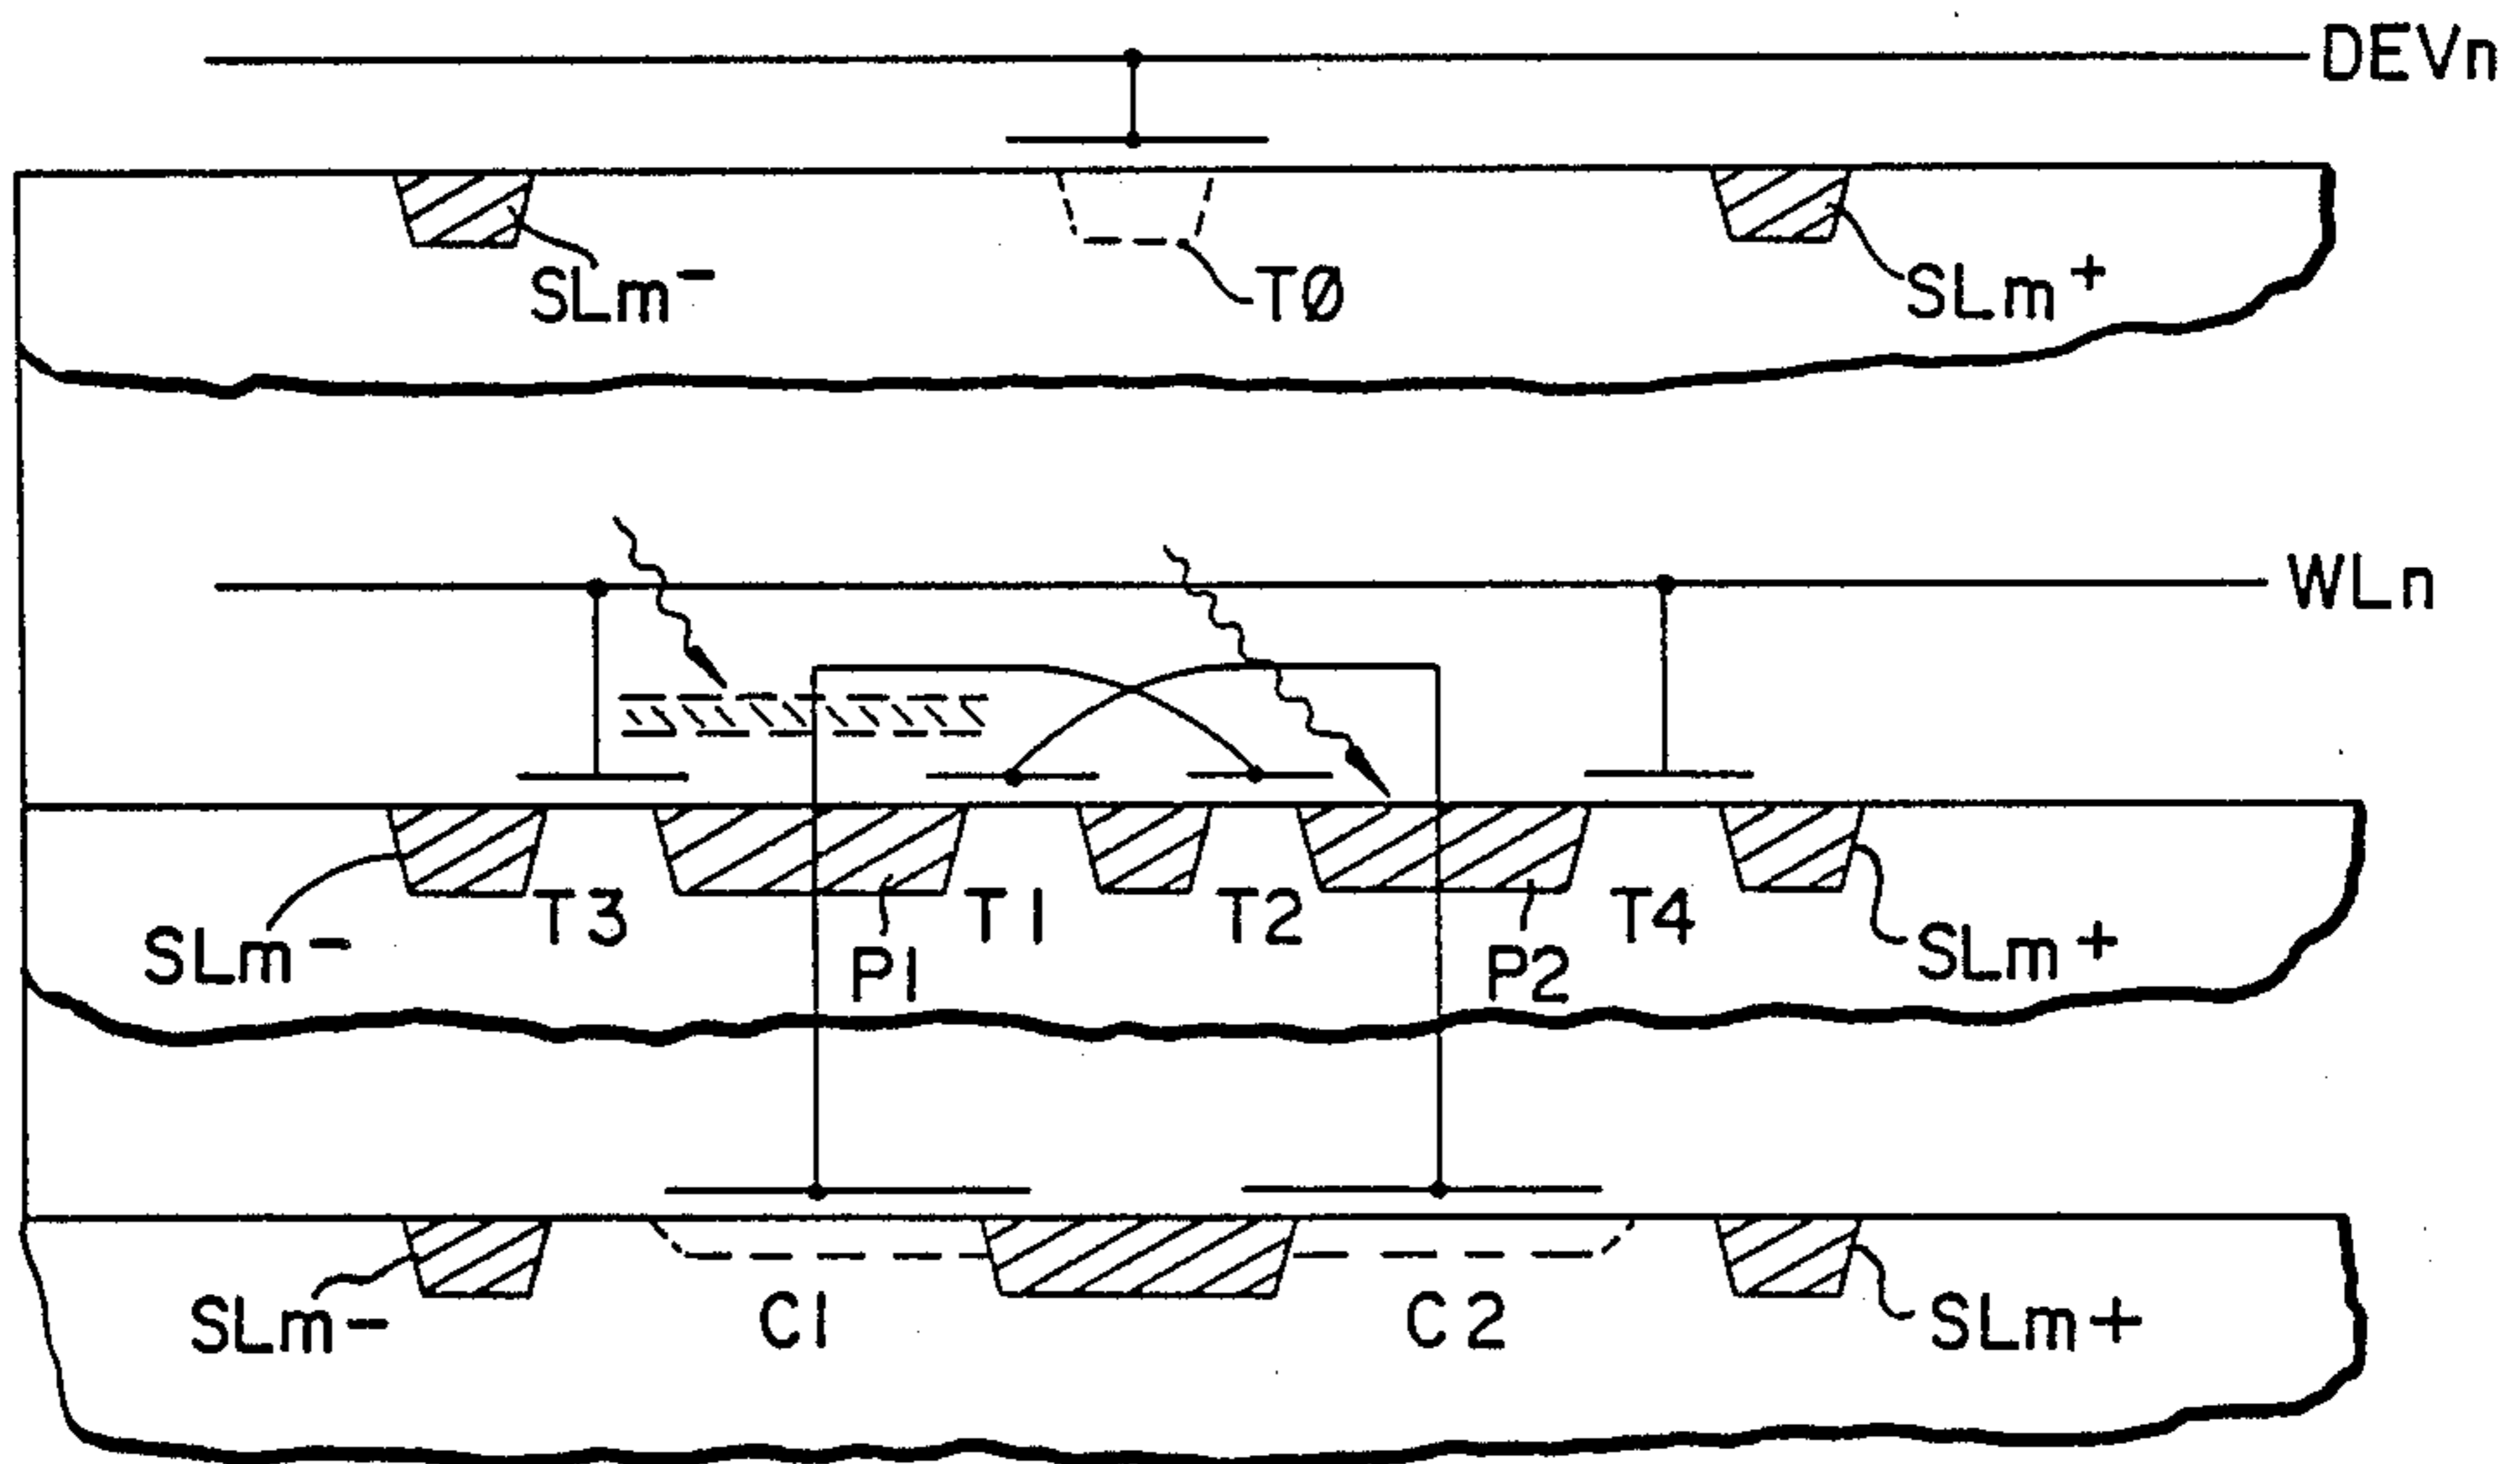 DEVn
SLm-
TØ
SLm+
WLn
T3
T1
T2
T4
SLm-
P1
P2
SLm+
SLm-
C1
C2
SLm+